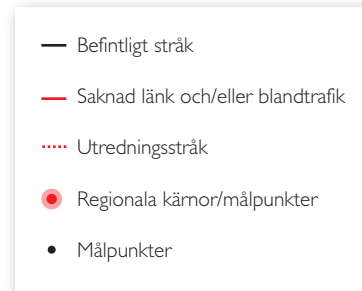 Befintligt stråk
Saknad länk och/eller blandtrafik
Utredningsstråk
Regionala kärnor/målpunkter
Målpunkter